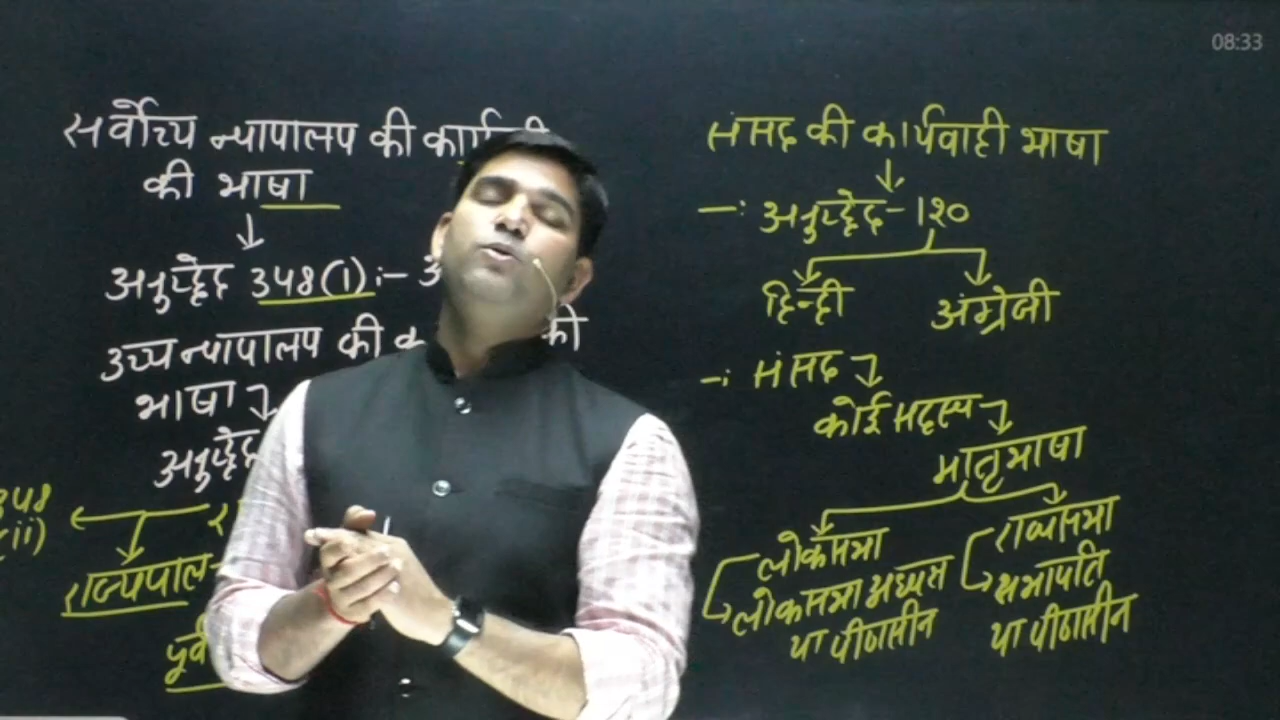 08:33
सर्वोच्च न्यायालय की
की भाषा
अनुच्छेद 348(1):-
उच्च न्यायालय की
की
भाषा
348
(ii)
राज्यपाल-
संसद की कार्यवाही भाषा
-: अनुच्छेद-120
हिन्दी अंग्रेजी
-: संसद
कोई सदस्य
मातृभाषा
लोकसभा
लोकसभा अध्यक्ष
या पीठासीन
राज्यसभा
सभापति
या पीठासीन